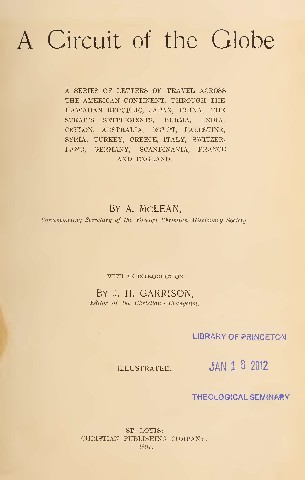 A Circuit of the Globe
A SERIES OF LETTERS OF TRAVEL ACROSS
THE AMERICAN CONTINENT, THROUGH THE
HAWAIIAN REPUBLIC, JAPAN, CHINA, THE
STRAITS SETTLEMENTS, BURMA, INDIA,
CEYLON, AUSTRALIA, EGYPT, PALESTINE,
SYRIA, TURKEY, GREECE, ITALY, SWITZER-
LAND, GERMANY, SCANDINAVIA, FRANCE
AND ENGLAND
BY A. McLEAN,
Corresponding Secretary of the Foreign Christian Missionary Society
WITH AN INTRODUCTION
BY J. H. GARRISON,
Editor of the Christian-Evangelist.
ILLUSTRATED.
LIBRARY OF PRINCETON
JAN 13 2012
THEOLOGICAL SEMINARY
ST. LOUIS:
CHRISTIAN PUBLISHING COMPANY.